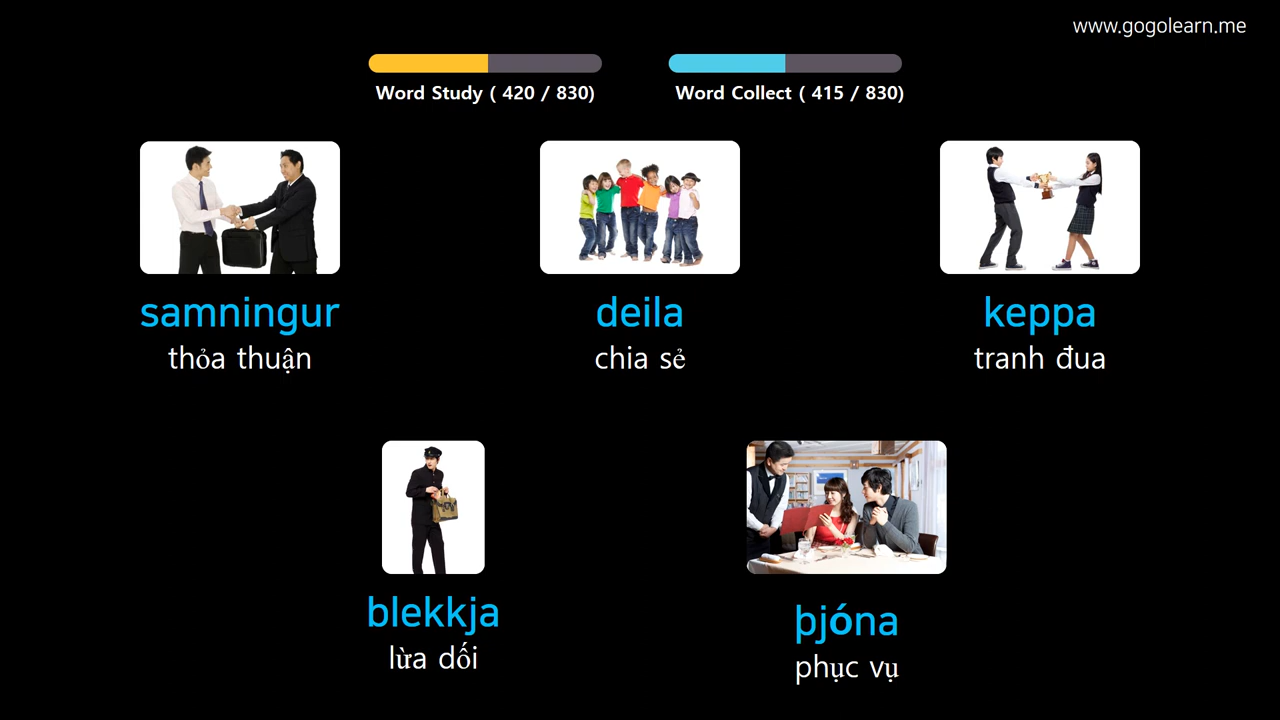 www.gogolearn.me
Word Study ( 420 / 830)
Word Collect ( 415 / 830)
samningur
thỏa thuận
deila
chia sẻ
keppa
tranh đua
blekkja
lừa dối
þjóna
phục vụ